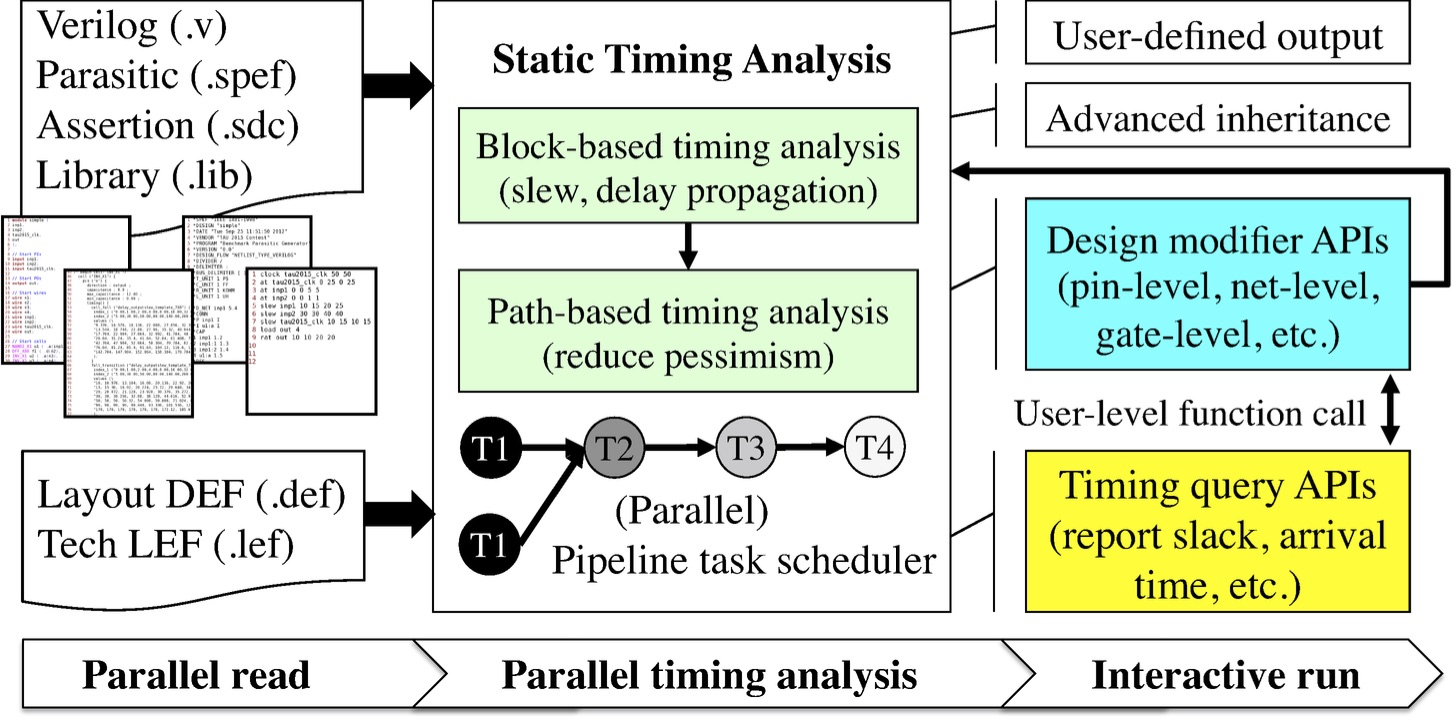 Verilog (.v)
Parasitic (.spef)
Assertion (.sdc)
Library (.lib)
1 clock tau2015_clk 50 50
2 at tau2015_clk 0 25 0 25
3 at inp1 0 0 5 5
4 at inp2 0 0 1 1
5 slew inp1 10 15 20 25
6 slew inp2 30 30 40 40
7 slew tau2015_clk 10 15 10 15
8 load out 4
9 rat out 10 10 20 20
10
11
12
Layout DEF (.def)
Tech LEF (.lef)
Static Timing Analysis
Block-based timing analysis
(slew, delay propagation)
Path-based timing analysis
(reduce pessimism)
T1
T2
T3
T4
T1
(Parallel)
Pipeline task scheduler
User-defined output
Advanced inheritance
Design modifier APIs
(pin-level, net-level,
gate-level, etc.)
User-level function call
Timing query APIs
(report slack, arrival
time, etc.)
Parallel read
Parallel timing analysis
Interactive run